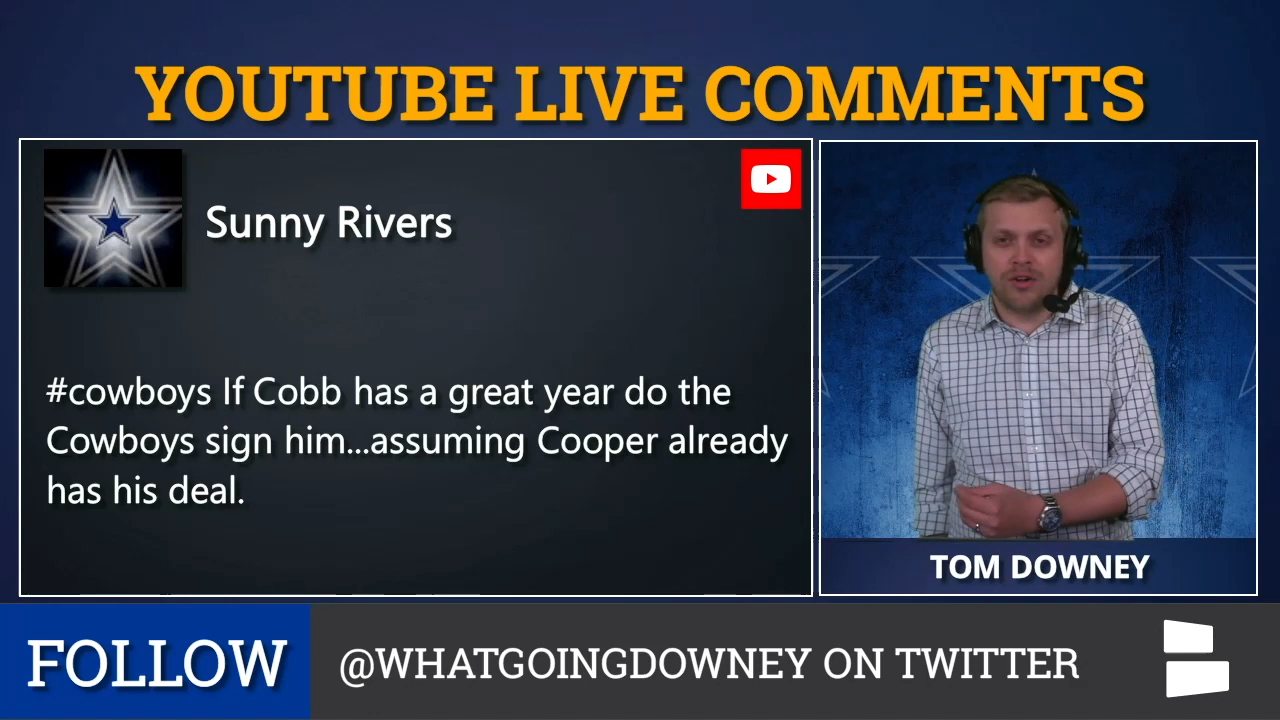 YOUTUBE LIVE COMMENTS
Sunny Rivers
#cowboys If Cobb has a great year do the
Cowboys sign him...assuming Cooper already
has his deal.
TOM DOWNEY
FOLLOW
@WHATGOINGDOWNEY ON TWITTER